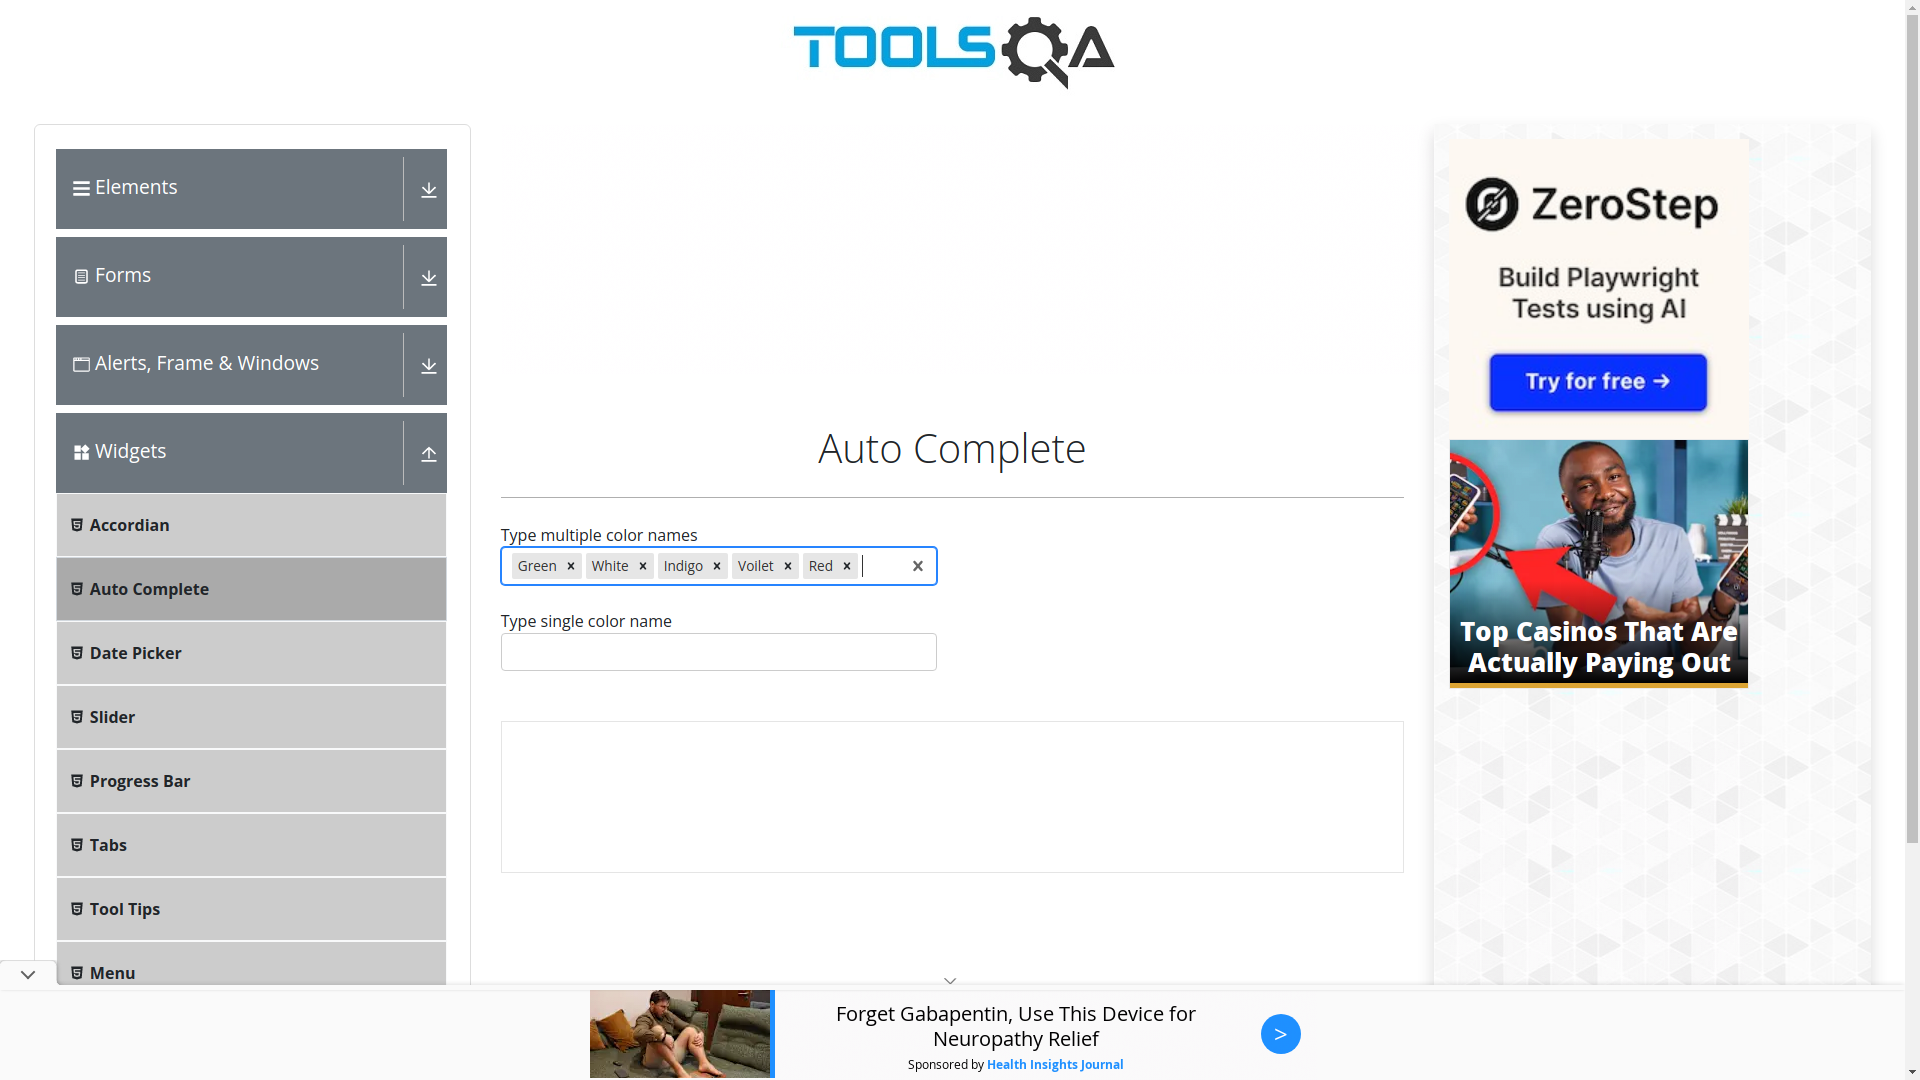 TOOLSQA
Elements
Forms
Alerts, Frame & Windows
Widgets
Accordian
Auto Complete
Date Picker
Slider
Progress Bar
Tabs
Tool Tips
Menu
Auto Complete
Type multiple color names
Green
White
Indigo
Voilet
Red
Type single color name
ZeroStep
Build Playwright
Tests using AI
Try for free →
Top Casinos That Are
Actually Paying Out
Forget Gabapentin, Use This Device for
Neuropathy Relief
Sponsored by Health Insights Journal
>